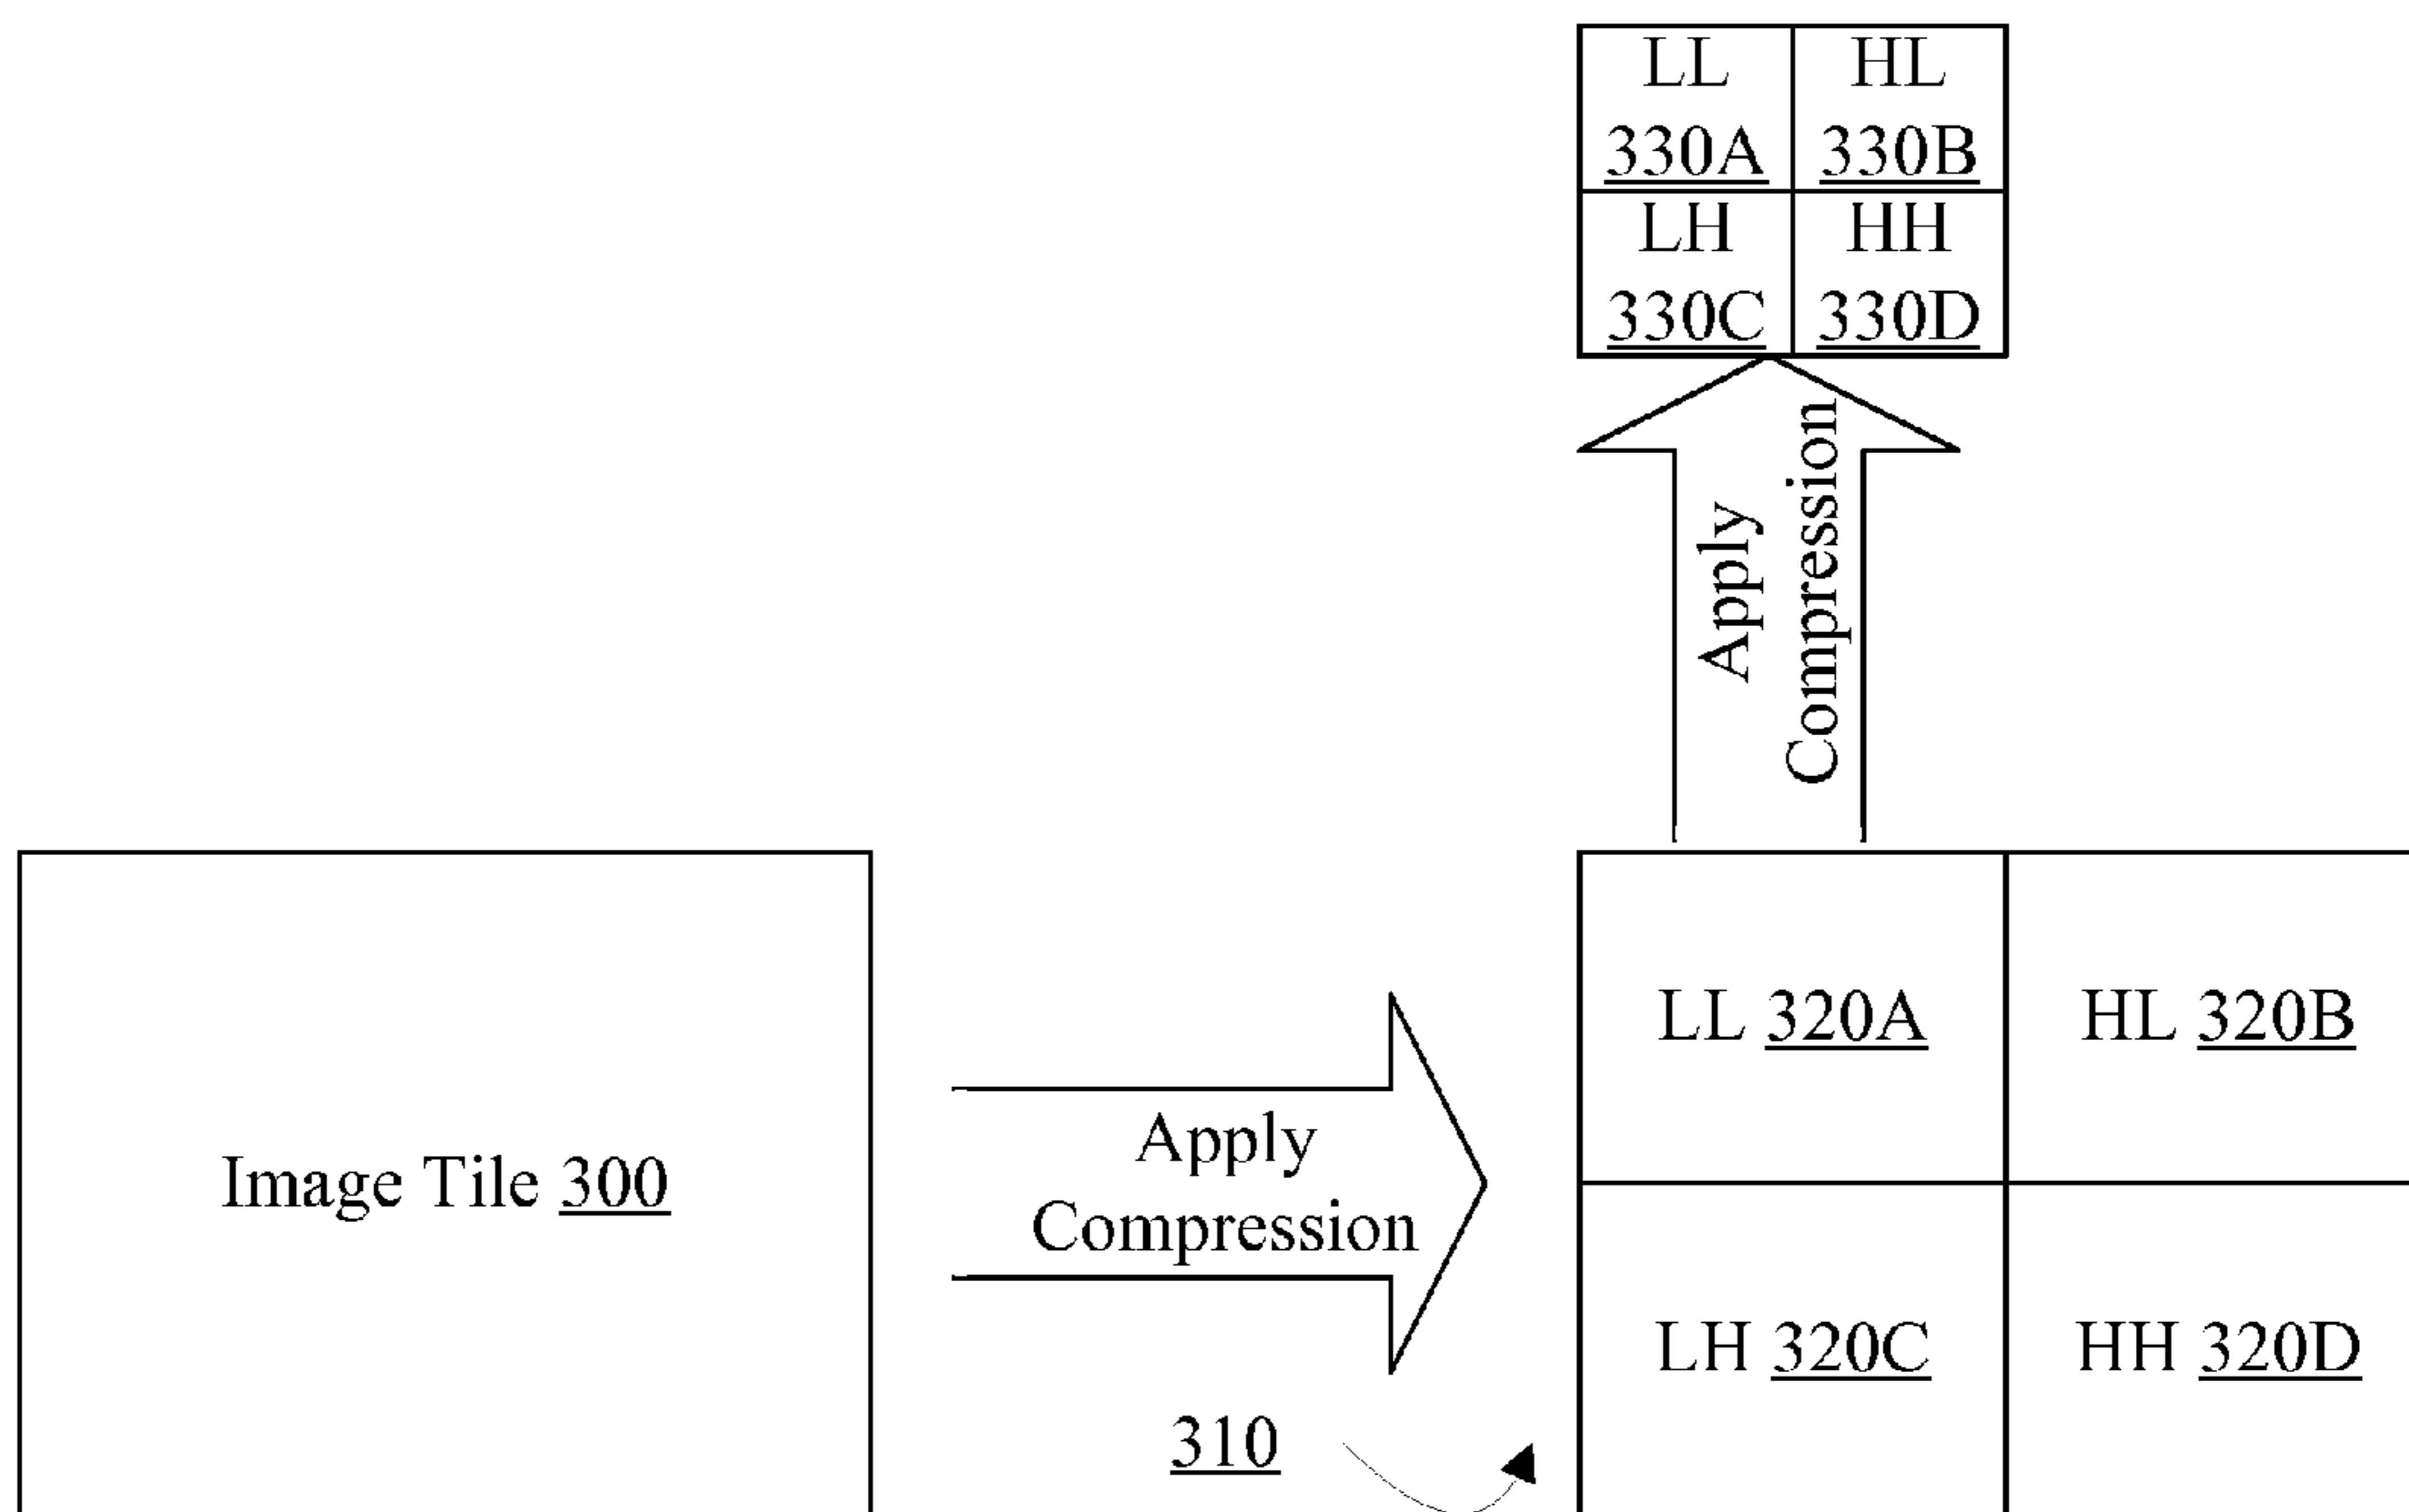 LL
330A
HL
330B
LH
330C
HH
330D
Apply
Compression
Image Tile 300
Apply
Compression
310
LL 320A
HL 320B
LH 320C
HH 320D